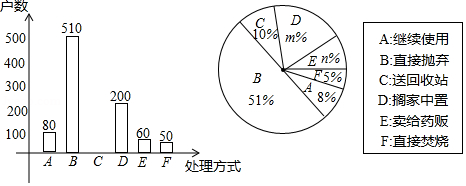 户数
500
400
300
200
100
80
510
200
60
50
A B C D E F
处理方式
C
10%
D
m%
E n%
F 5%
A
8%
B
51%
A:继续使用
B:直接抛弃
C:送回收站
D:搁家中置
E:卖给药贩
F:直接焚烧